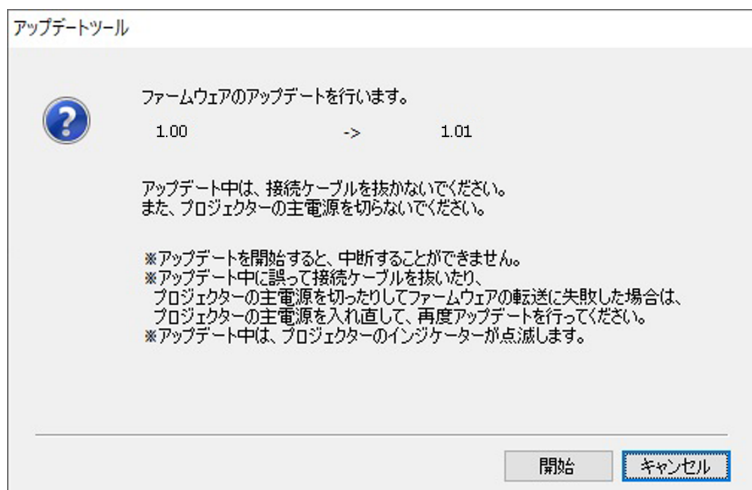 アップデートツール
ファームウェアのアップデートを行います。
1.00 -> 1.01
アップデート中は、接続ケーブルを抜かないでください。
また、プロジェクターの主電源を切らないでください。
※アップデートを開始すると、中断することができません。
※アップデート中に誤って接続ケーブルを抜いたり、
プロジェクターの主電源を切ったりしてファームウェアの転送に失敗した場合は、
プロジェクターの主電源を入れ直して、再度アップデートを行ってください。
※アップデート中は、プロジェクターのインジケーターが点滅します。
開始 キャンセル